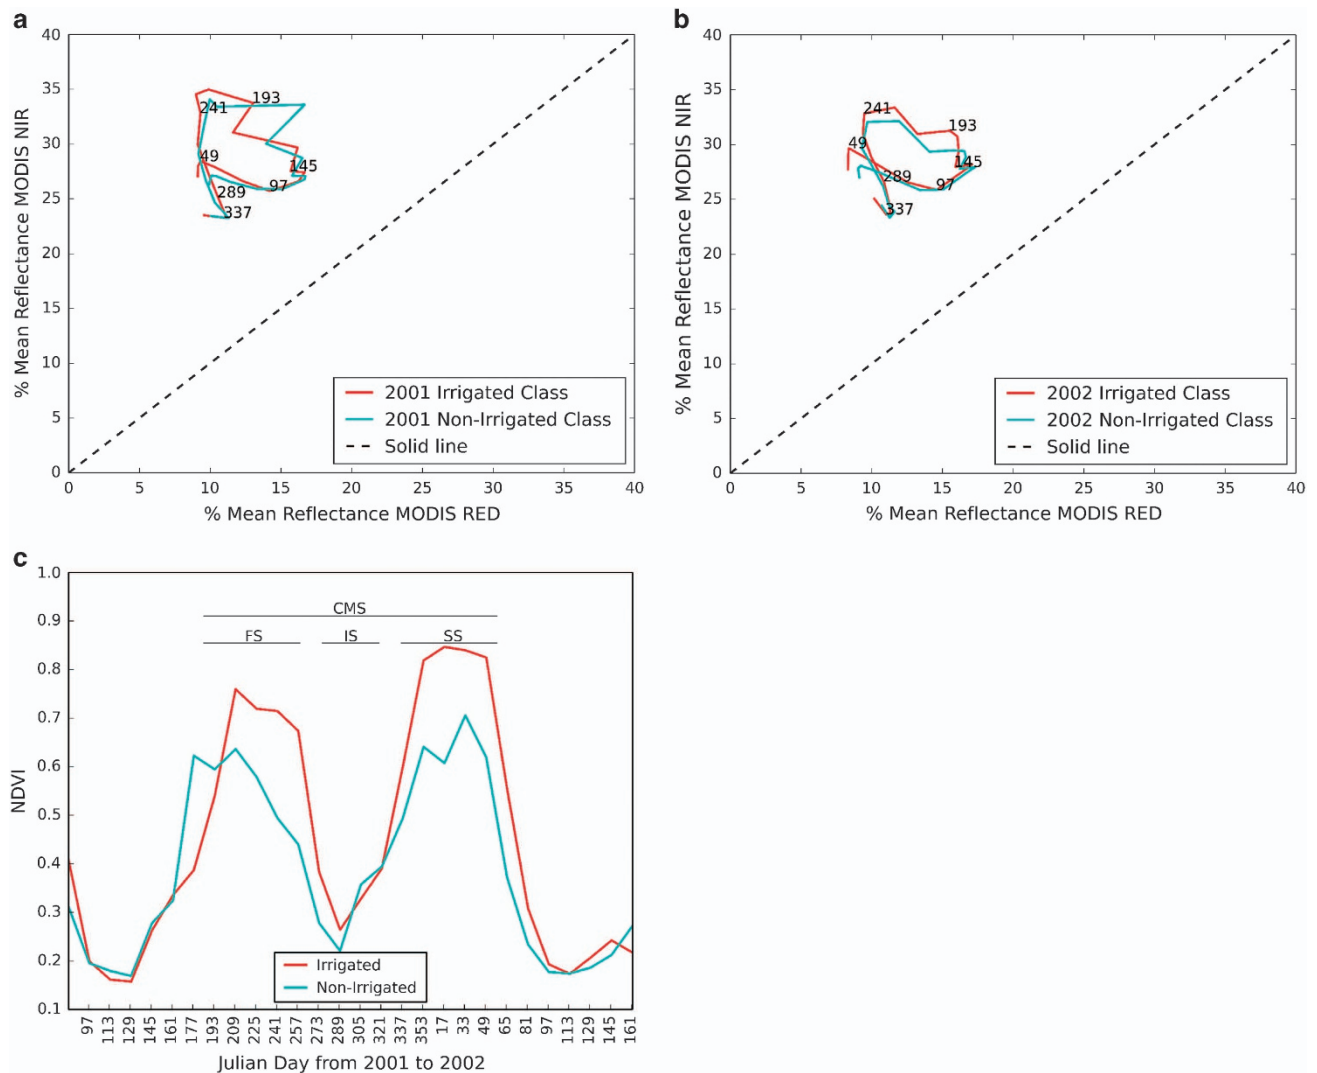 a
% Mean Reflectance MODIS NIR
40
35
30
25
20
15
10
5
0
193
241
49
145
97
289
337
2001 Irrigated Class
2001 Non-Irrigated Class
Solid line
0 5 10 15 20 25 30 35 40
% Mean Reflectance MODIS RED
b
% Mean Reflectance MODIS NIR
40
35
30
25
20
15
10
5
0
241
193
49
145
289
97
337
2002 Irrigated Class
2002 Non-Irrigated Class
Solid line
0 5 10 15 20 25 30 35 40
% Mean Reflectance MODIS RED
c
NDVI
1.0
0.9
0.8
0.7
0.6
0.5
0.4
0.3
0.2
0.1
CMS
FS IS SS
Irrigated
Non-Irrigated
97 113 129 145 161 177 193 209 225 241 257 273 289 305 321 337 353 17 33 49 65 81 97 113 129 145 161
Julian Day from 2001 to 2002